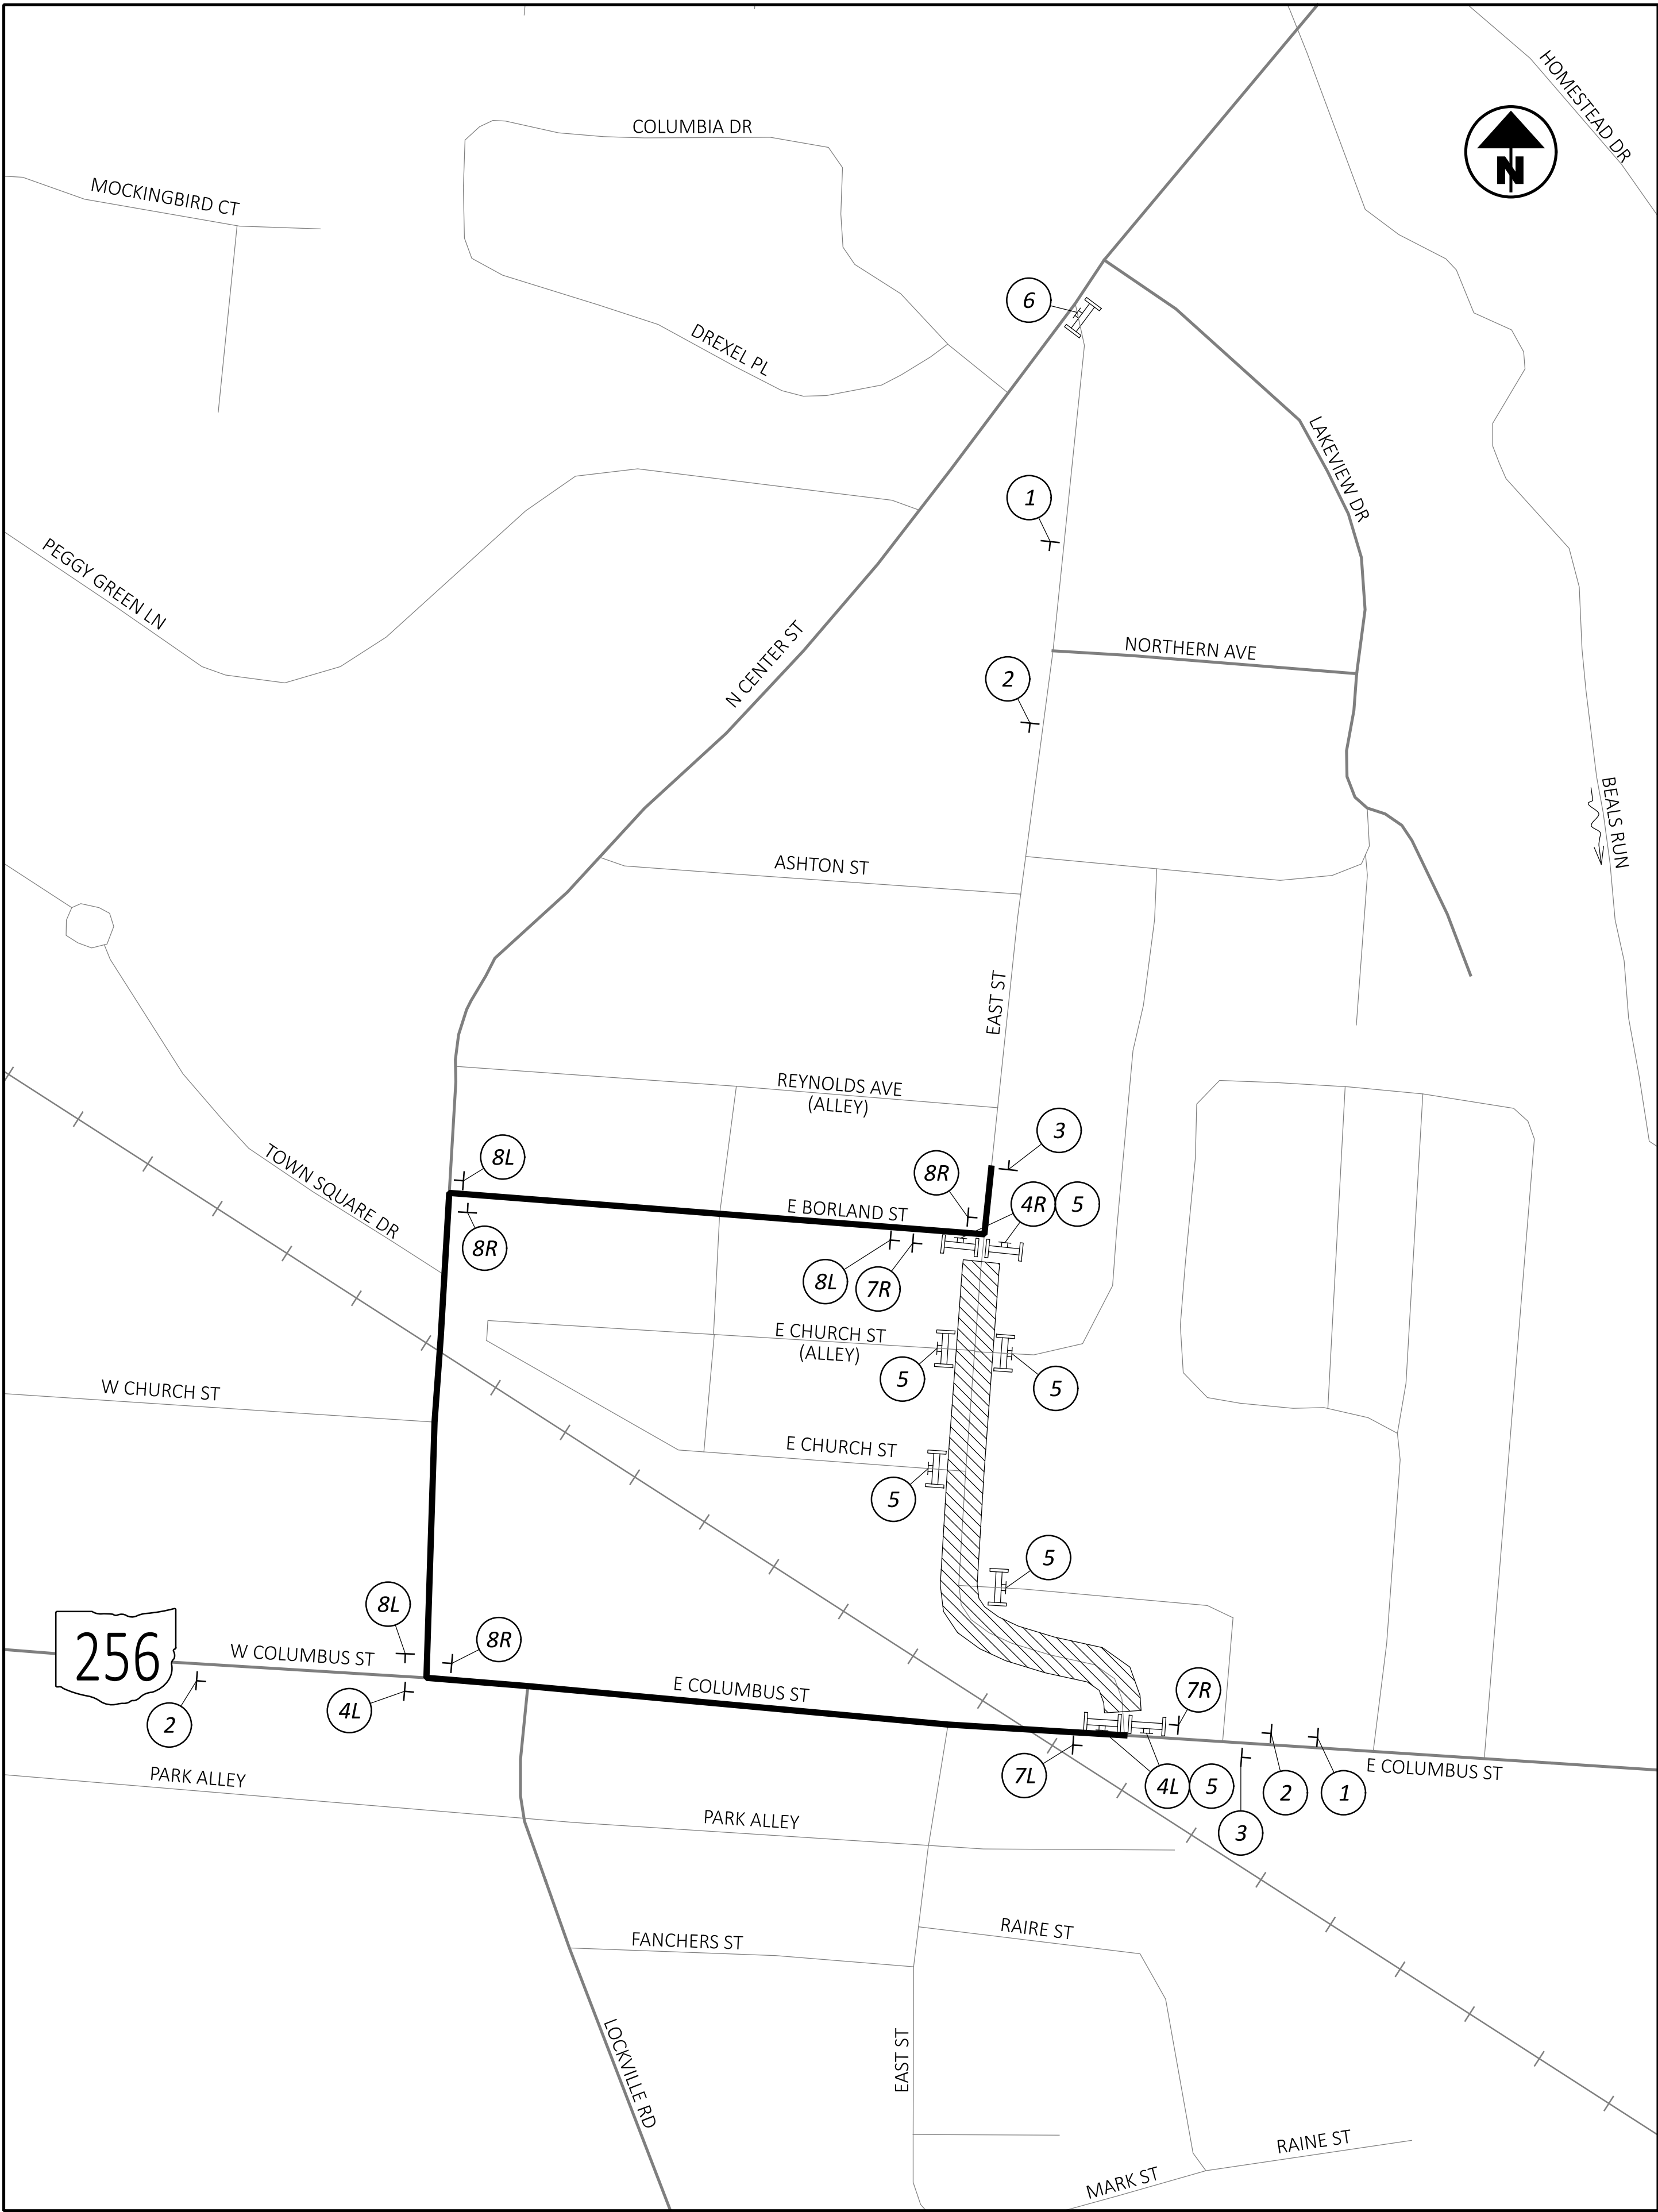 HOMESTEAD DR
COLUMBIA DR
N
MOCKINGBIRD CT
6
DREXEL PL
LAKEVIEW DR
1
PEGGY GREEN LN
N CENTER ST
NORTHERN AVE
2
BEALS RUN
ASHTON ST
EAST ST
REYNOLDS AVE
(ALLEY)
3
TOWN SQUARE DR
8L
8R
4R 5
E BORLAND ST
8R
8L 7R
E CHURCH ST
(ALLEY)
5
5
W CHURCH ST
E CHURCH ST
5
5
8L
8R
256
W COLUMBUS ST
E COLUMBUS ST
7R
2
4L
7L
4L 5
2
1
E COLUMBUS ST
3
PARK ALLEY
PARK ALLEY
FANCHERS ST
RAIRE ST
LOCKVILLE RD
EAST ST
RAINE ST
MARK ST